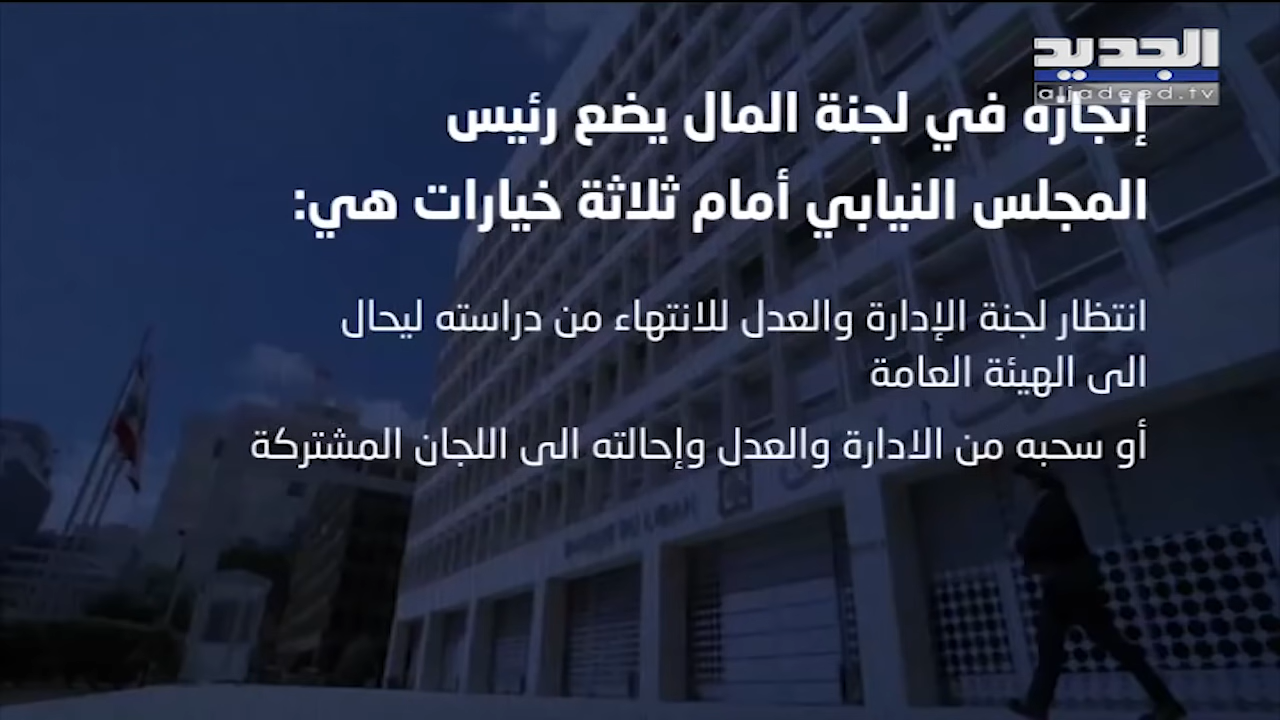 الجديد
aljadeed.tv
إنجازه في لجنة المال يضع رئيس
المجلس النيابي أمام ثلاثة خيارات هي:
انتظار لجنة الإدارة والعدل للانتهاء من دراسته ليحال
الى الهيئة العامة
أو سحبه من الادارة والعدل وإحالته الى اللجان المشتركة